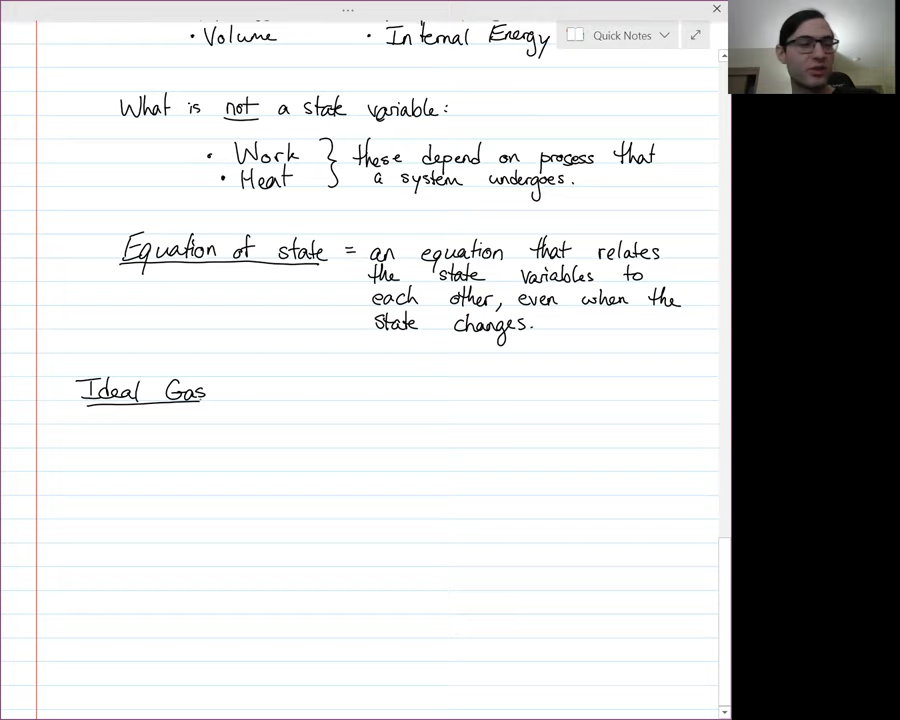 • Volume • Internal Energy
Quick Notes
What is not a state variable:
• Work } these depend on process that
• Heat } a system undergoes.
Equation of state = an equation that relates
the state variables to
each other, even when the
state changes.
Ideal Gas